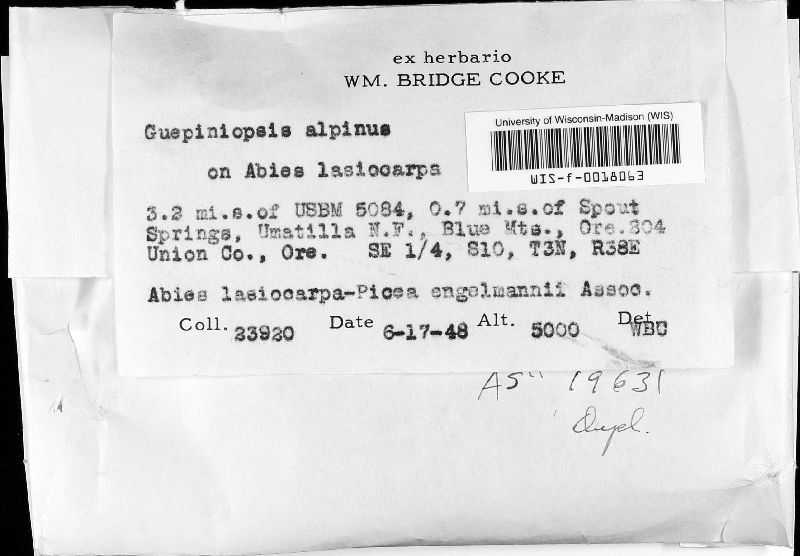 ex herbario
WM. BRIDGE COOKE
University of Wisconsin-Madison (WIS)
WIS-f-0018063
Guepiniopsis alpinus
on Abies lasiocarpa
3.2 mi.s.of USBM 5084, 0.7 mi.s.of Spout
Springs, Umatilla N.F., Blue Mts., Ore.204
Union Co., Ore. SE 1/4, S10, T3N, R38E
Abies lasiocarpa-Picea engelmannii Assoc.
Coll. 23920 Date 6-17-48 Alt. 5000 Det WBC
19631
Dupl.